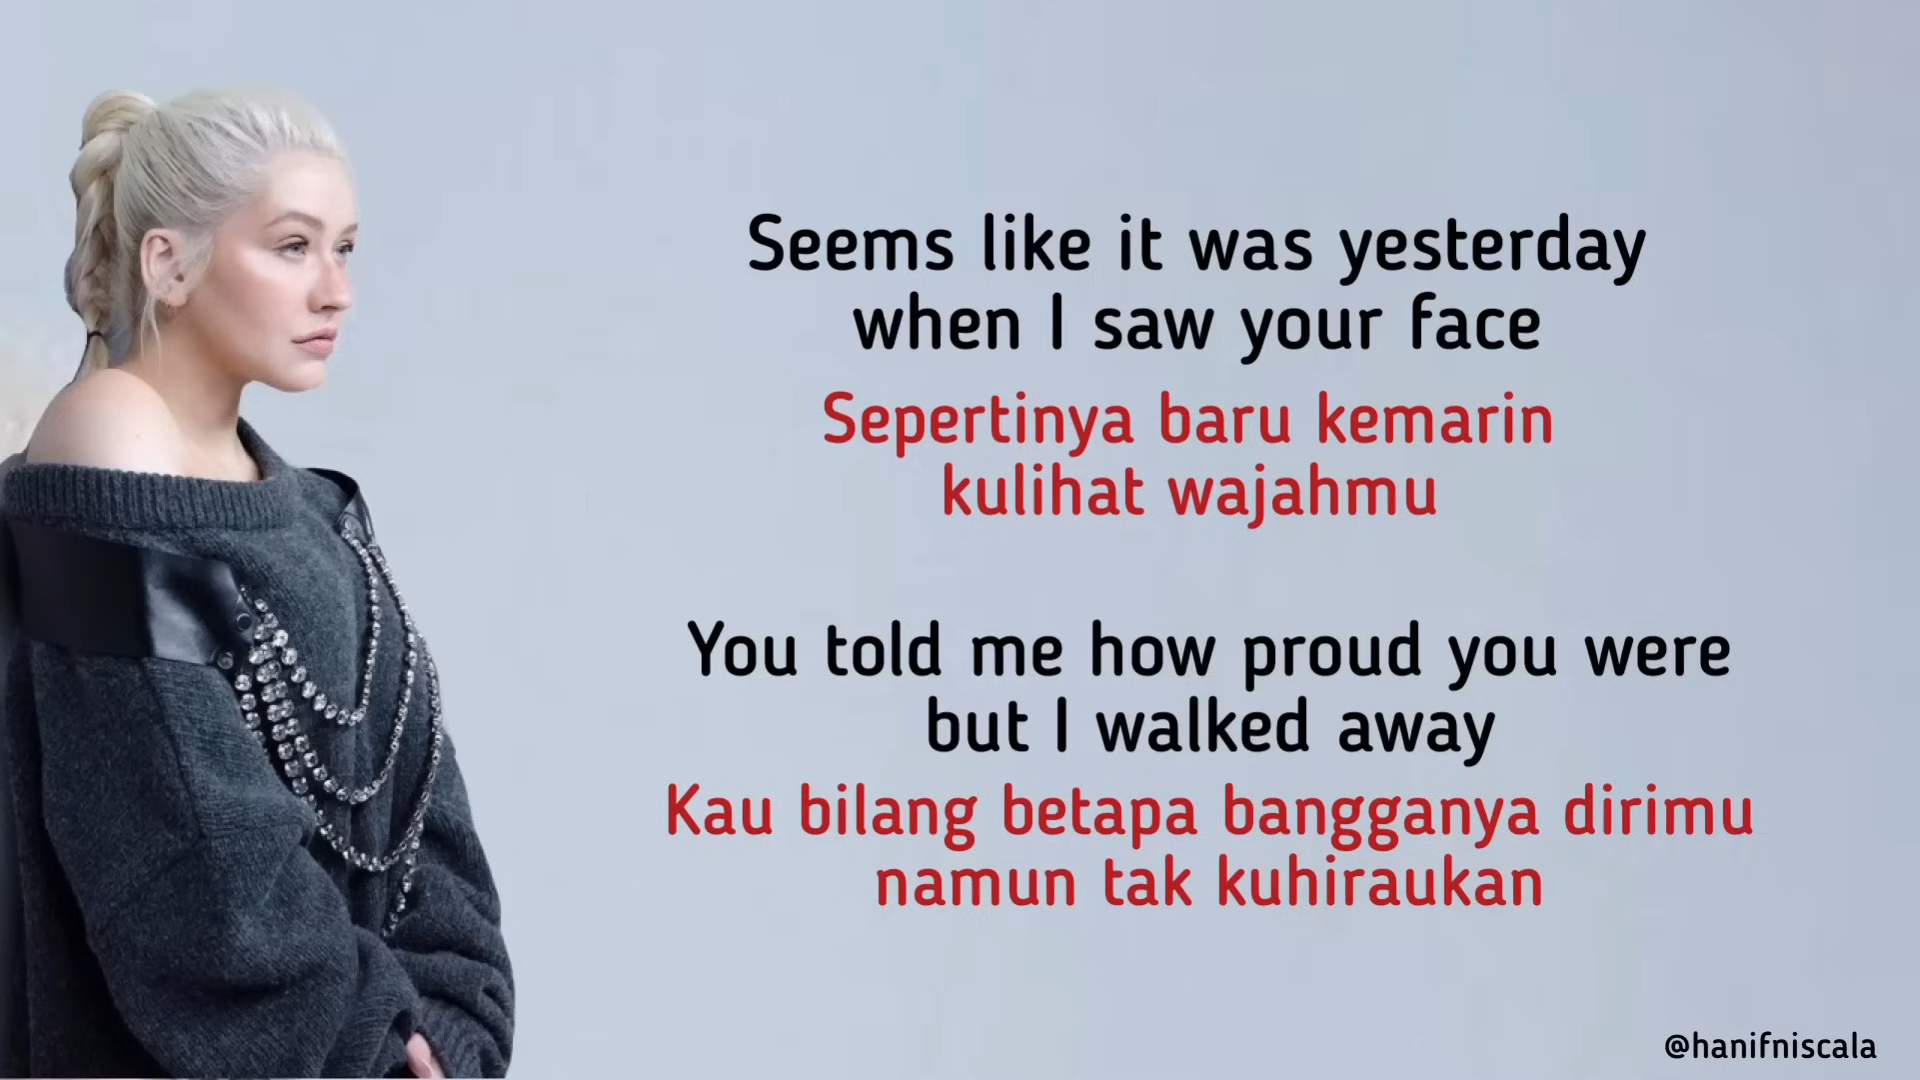 Seems like it was yesterday
when I saw your face
Sepertinya baru kemarin
kulihat wajahmu
You told me how proud you were
but I walked away
Kau bilang betapa bangganya dirimu
namun tak kuhiraukan
@hanifniscala